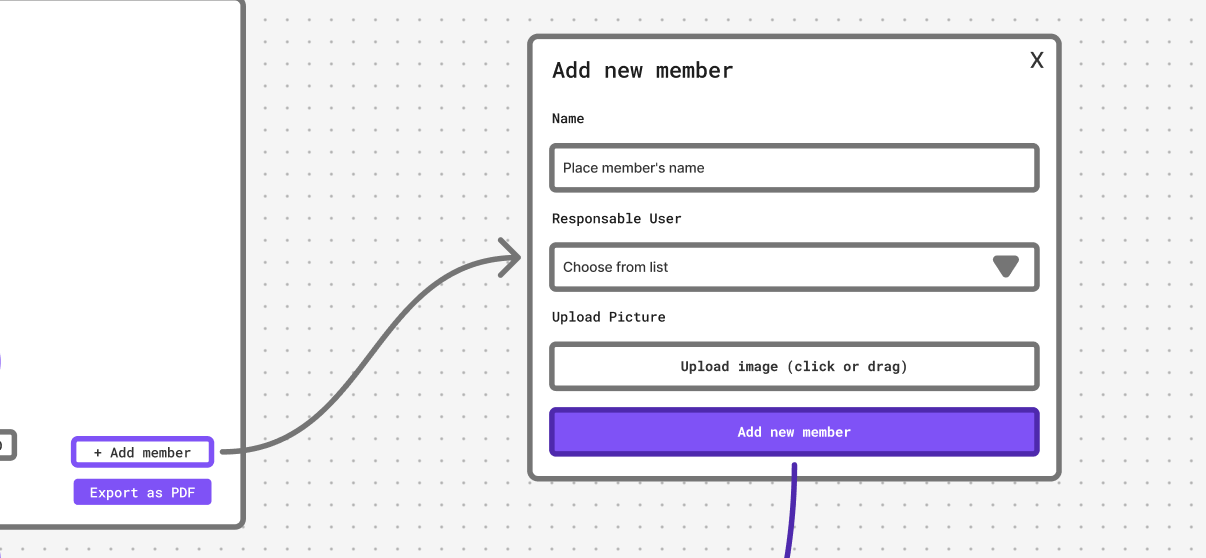 Add new member
X
Name
Place member's name
Responsable User
Choose from list
Upload Picture
Upload image (click or drag)
Add new member
+ Add member
Export as PDF